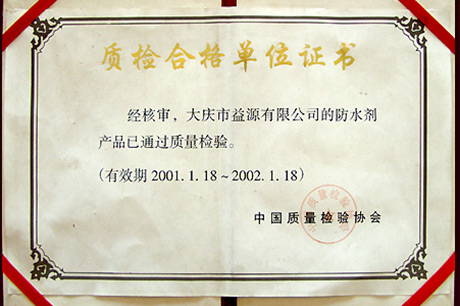 质检合格单位证书
经核审，大庆市益源有限公司的防水剂
产品已通过质量检验。
(有效期 2001.1.18~2002.1.18)
中国质量检验协会